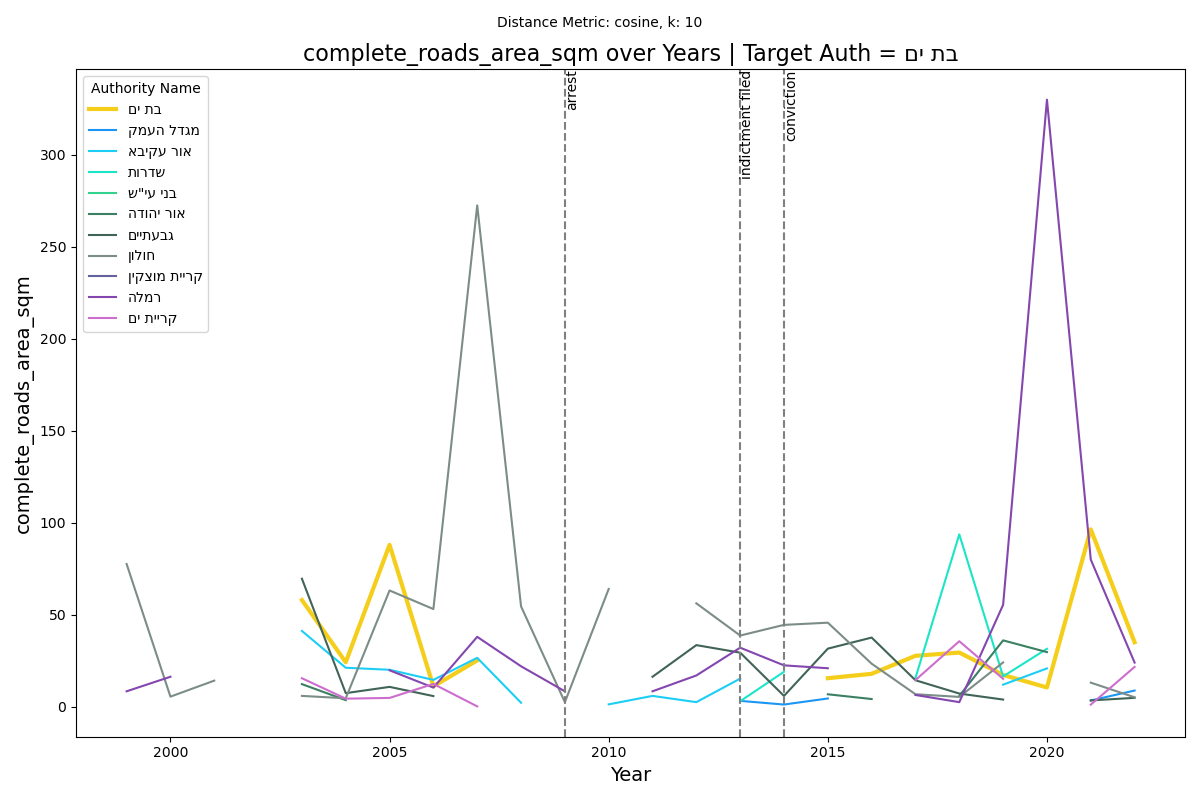 Distance Metric: cosine, k: 10
complete_roads_area_sqm over Years | Target Auth = בת ים
Authority Name
בת ים
מגדל העמק
אור עקיבא
שדרות
בני עי"ש
אור יהודה
גבעתיים
חולון
קריית מוצקין
רמלה
קריית ים
arrest
indictment filed
conviction
complete_roads_area_sqm
300
250
200
150
100
50
0
2000
2005
2010
2015
2020
Year